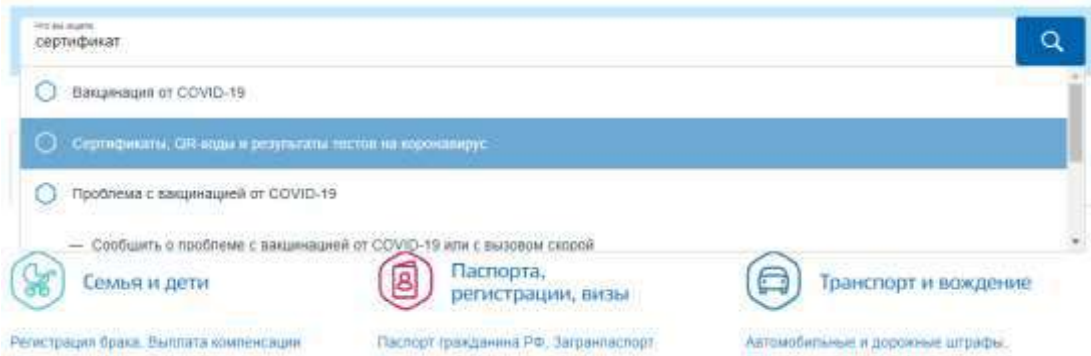 Что вы ищете
сертификат
Вакцинация от COVID-19
Сертификаты, QR-коды и результаты тестов на коронавирус
Проблема с вакцинацией от COVID-19
— Сообщить о проблеме с вакцинацией от COVID-19 или с вызовом скорой
Семья и дети
Паспорта,
регистрации, визы
Транспорт и вождение
Регистрация брака. Выплата компенсации
Паспорт гражданина РФ, Загранпаспорт
Автомобильные и дорожные штрафы.